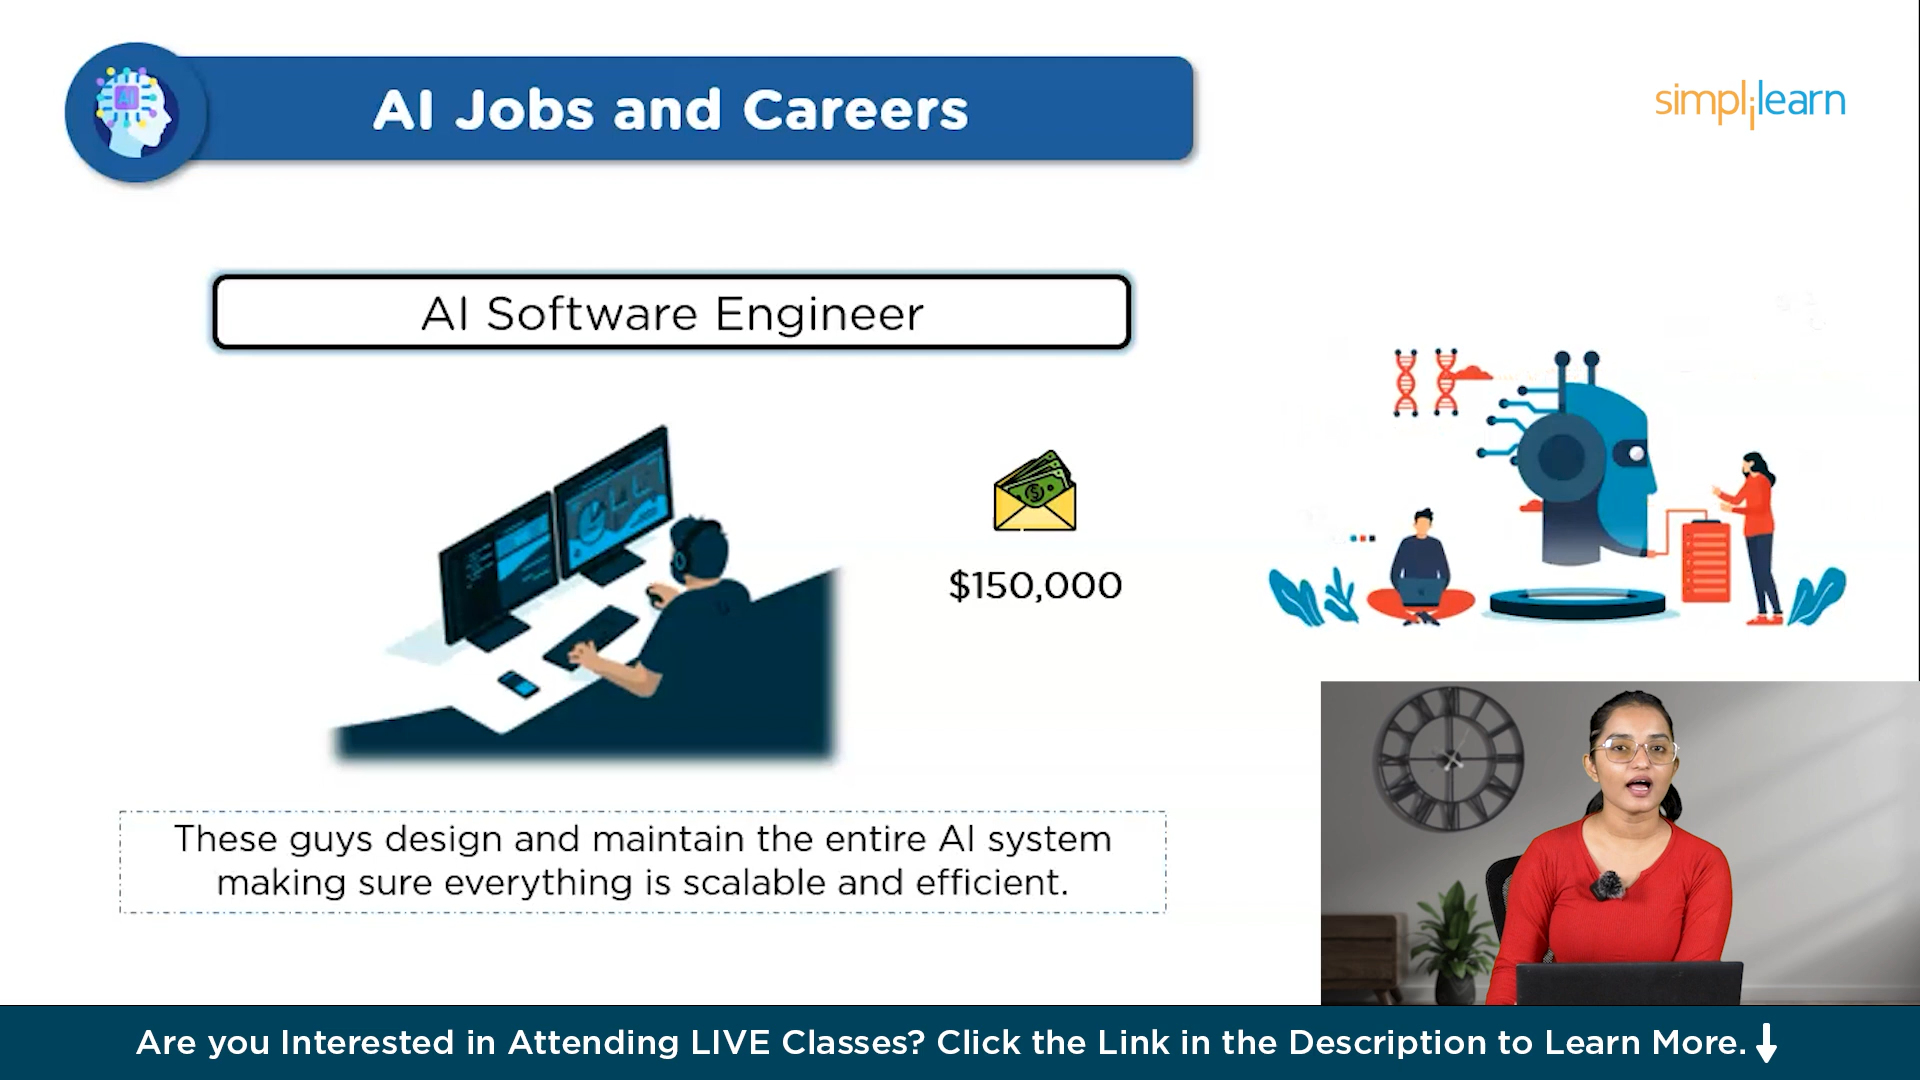 AI Jobs and Careers
simplilearn
AI Software Engineer
$150,000
These guys design and maintain the entire AI system
making sure everything is scalable and efficient.
Are you Interested in Attending LIVE Classes? Click the Link in the Description to Learn More.